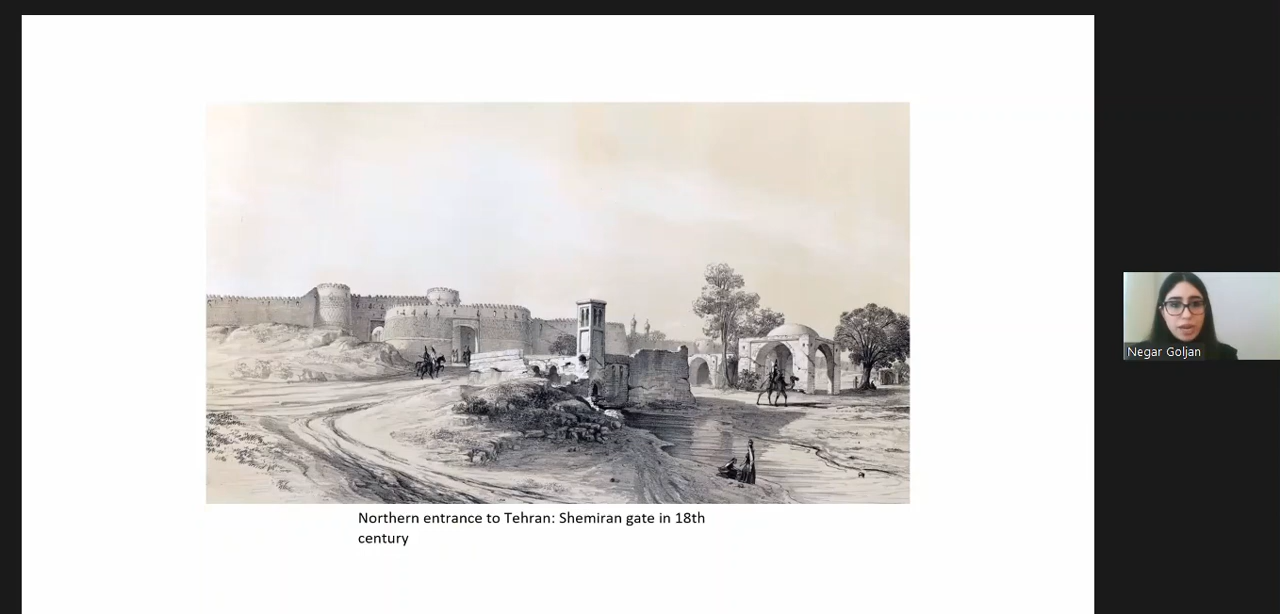 Northern entrance to Tehran: Shemiran gate in 18th
century
Negar Goljan